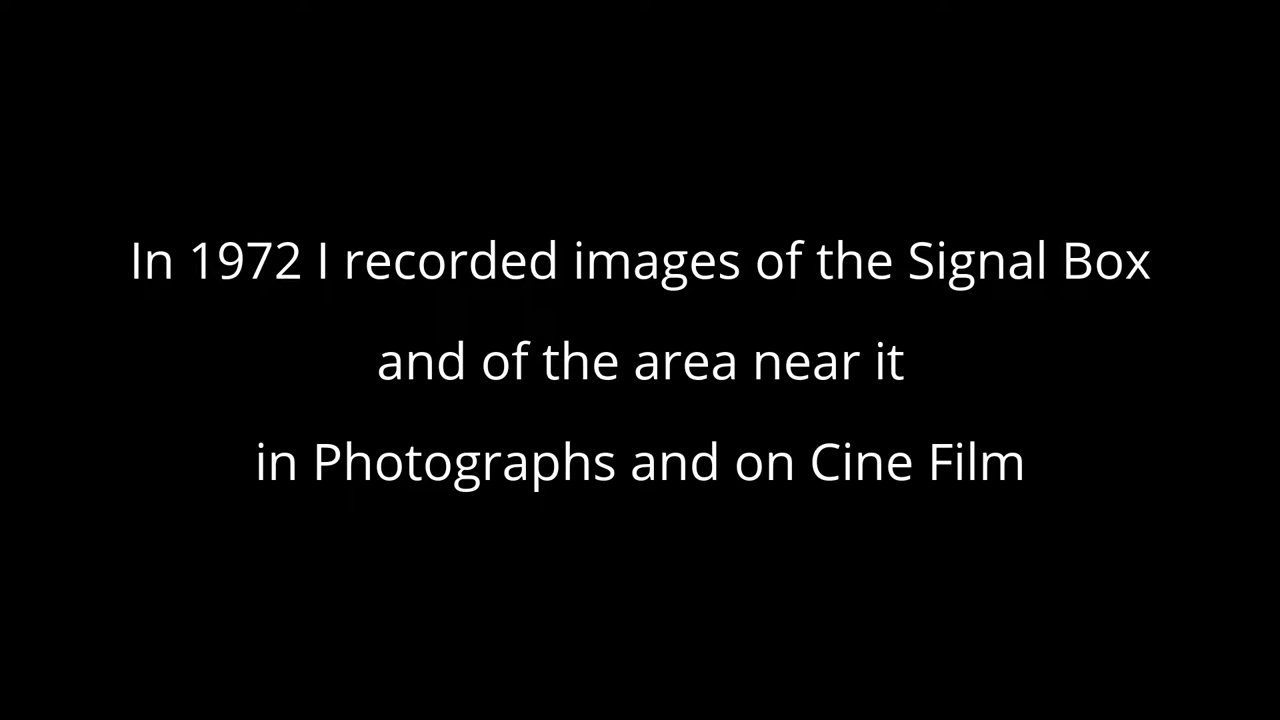 In 1972 I recorded images of the Signal Box
and of the area near it
in Photographs and on Cine Film